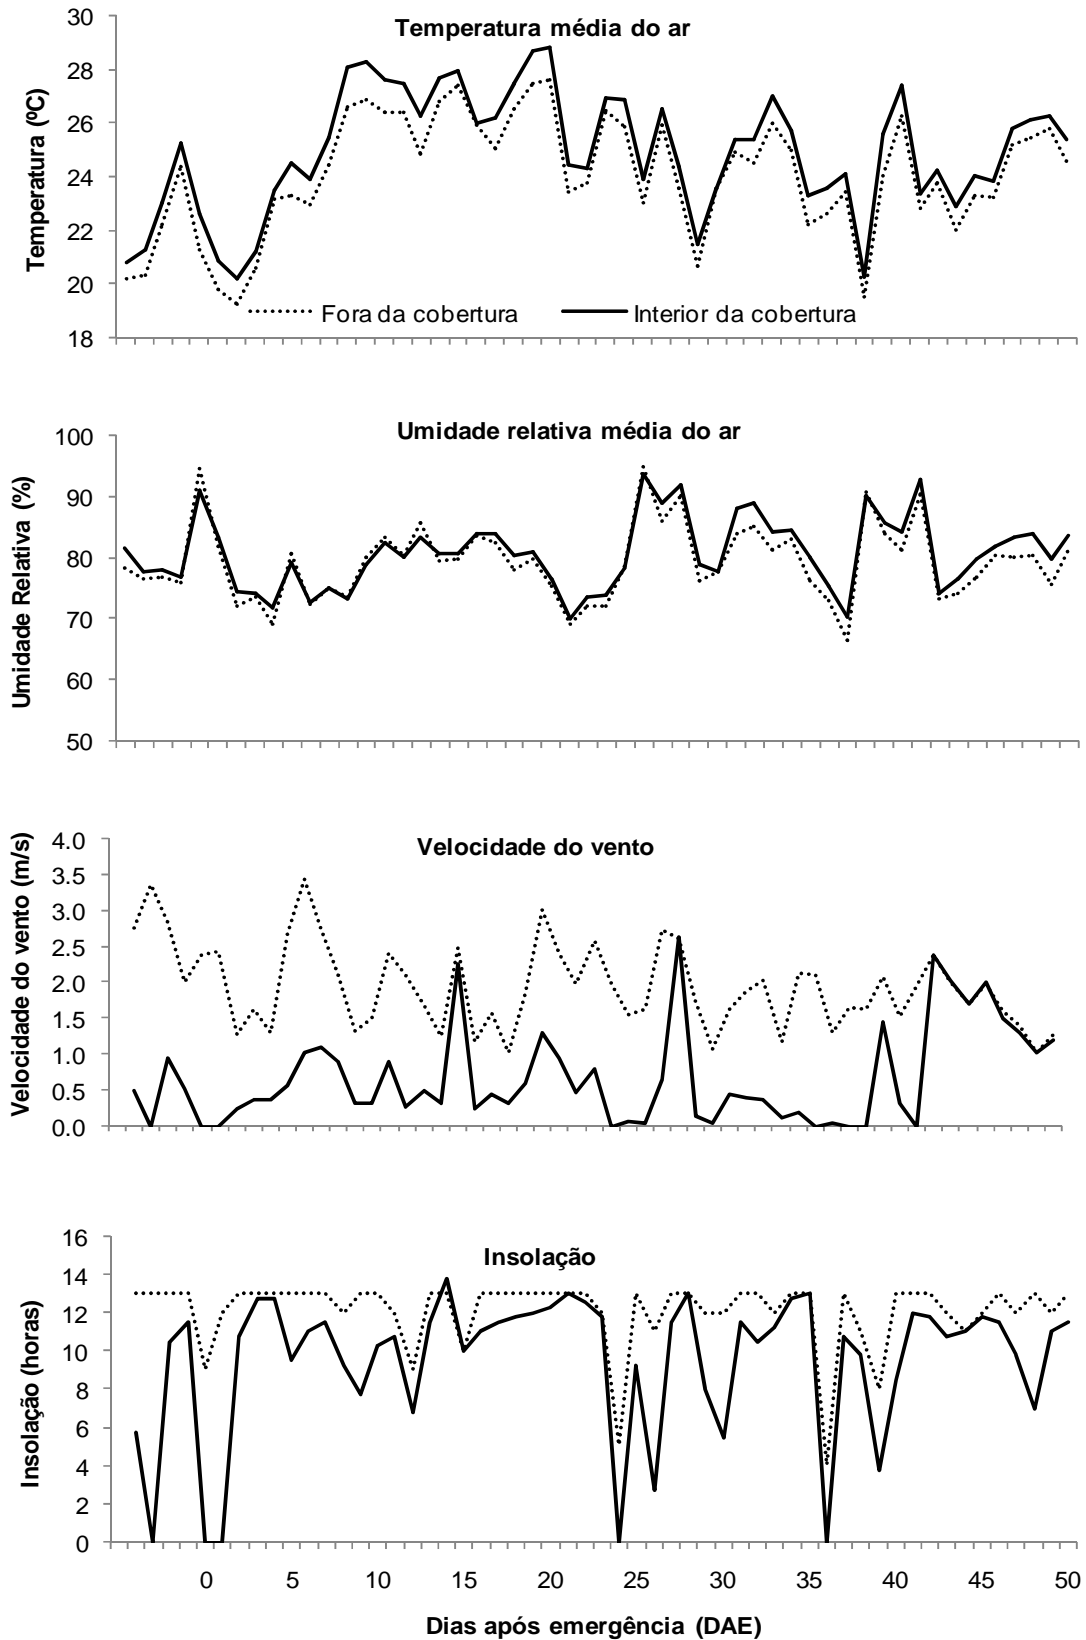 Temperatura média do ar
Temperatura (ºC)
30
28
26
24
22
20
18
Fora da cobertura
Interior da cobertura
Umidade relativa média do ar
Umidade Relativa (%)
100
90
80
70
60
50
Velocidade do vento
Velocidade do vento (m/s)
4.0
3.5
3.0
2.5
2.0
1.5
1.0
0.5
0.0
Insolação
Insolação (horas)
16
14
12
10
8
6
4
2
0
0 5 10 15 20 25 30 35 40 45 50
Dias após emergência (DAE)